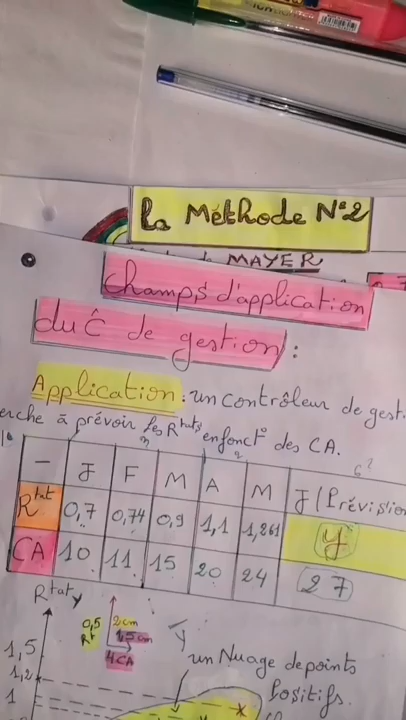 La Méthode N°2
MAYER
Champs d'application
du C de gestion :
Application : un contrôleur de gest.
erche à prévoir les Rtats en fonct° des CA.
— J F M A M J (Prévision
Rtat 0,7 0,74 0,9 1,1 1,261 y
CA 10 11 15 20 24 27
Rtat y
0,5 2cm
Rt 1,5cm
4CA
1,5
un Nuage de points
1,2
positifs.
1